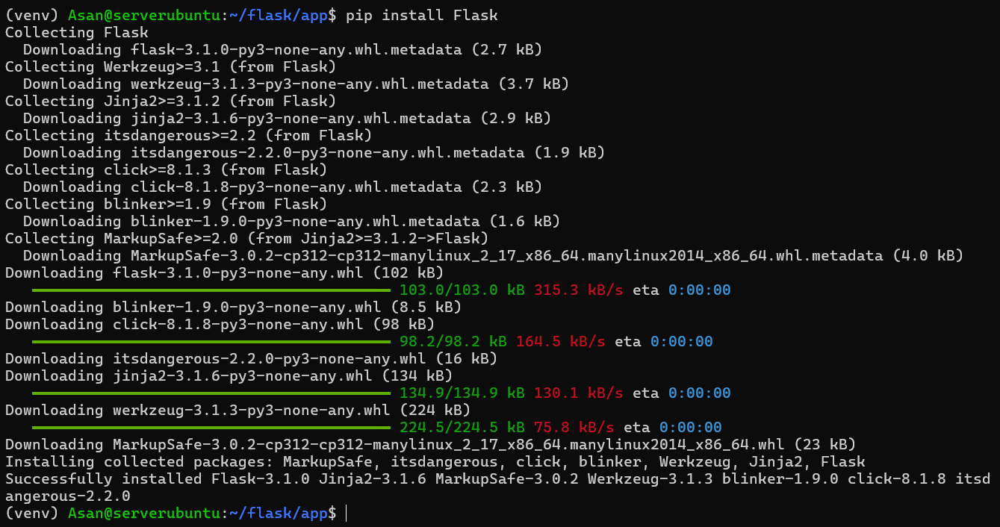 (venv) Asan@serverubuntu:~/flask/app$ pip install Flask
Collecting Flask
  Downloading flask-3.1.0-py3-none-any.whl.metadata (2.7 kB)
Collecting Werkzeug>=3.1 (from Flask)
  Downloading werkzeug-3.1.3-py3-none-any.whl.metadata (3.7 kB)
Collecting Jinja2>=3.1.2 (from Flask)
  Downloading jinja2-3.1.6-py3-none-any.whl.metadata (2.9 kB)
Collecting itsdangerous>=2.2 (from Flask)
  Downloading itsdangerous-2.2.0-py3-none-any.whl.metadata (1.9 kB)
Collecting click>=8.1.3 (from Flask)
  Downloading click-8.1.8-py3-none-any.whl.metadata (2.3 kB)
Collecting blinker>=1.9 (from Flask)
  Downloading blinker-1.9.0-py3-none-any.whl.metadata (1.6 kB)
Collecting MarkupSafe>=2.0 (from Jinja2>=3.1.2->Flask)
  Downloading MarkupSafe-3.0.2-cp312-cp312-manylinux_2_17_x86_64.manylinux2014_x86_64.whl.metadata (4.0 kB)
Downloading flask-3.1.0-py3-none-any.whl (102 kB)
103.0/103.0 kB 315.3 kB/s eta 0:00:00
Downloading blinker-1.9.0-py3-none-any.whl (8.5 kB)
Downloading click-8.1.8-py3-none-any.whl (98 kB)
98.2/98.2 kB 164.5 kB/s eta 0:00:00
Downloading itsdangerous-2.2.0-py3-none-any.whl (16 kB)
Downloading jinja2-3.1.6-py3-none-any.whl (134 kB)
134.9/134.9 kB 130.1 kB/s eta 0:00:00
Downloading werkzeug-3.1.3-py3-none-any.whl (224 kB)
224.5/224.5 kB 75.8 kB/s eta 0:00:00
Downloading MarkupSafe-3.0.2-cp312-cp312-manylinux_2_17_x86_64.manylinux2014_x86_64.whl (23 kB)
Installing collected packages: MarkupSafe, itsdangerous, click, blinker, Werkzeug, Jinja2, Flask
Successfully installed Flask-3.1.0 Jinja2-3.1.6 MarkupSafe-3.0.2 Werkzeug-3.1.3 blinker-1.9.0 click-8.1.8 itsd
angerous-2.2.0
(venv) Asan@serverubuntu:~/flask/app$